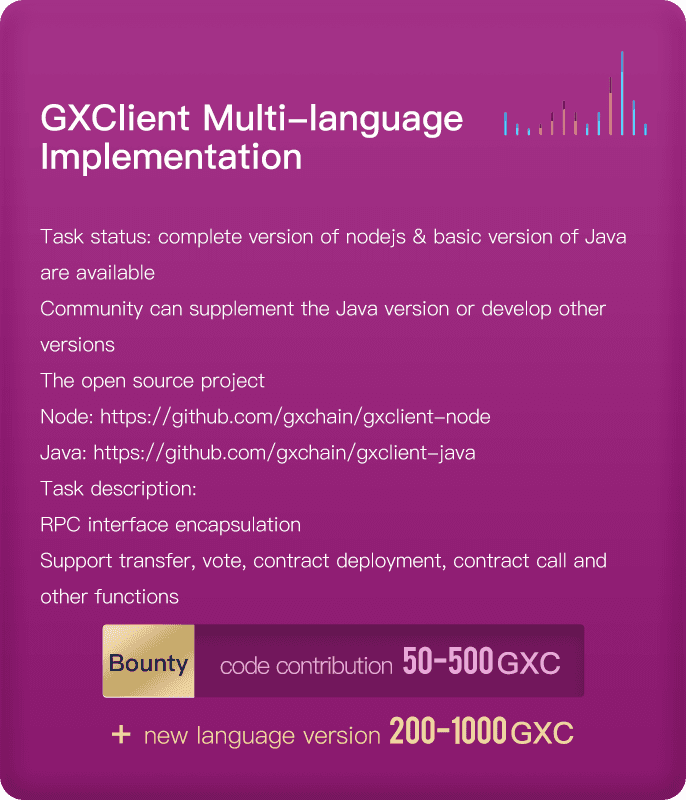 GXClient Multi-language
Implementation
Task status: complete version of nodejs & basic version of Java
are available
Community can supplement the Java version or develop other
versions
The open source project
Node: https://github.com/gxchain/gxclient-node
Java: https://github.com/gxchain/gxclient-java
Task description:
RPC interface encapsulation
Support transfer, vote, contract deployment, contract call and
other functions
Bounty code contribution 50-500 GXC
+ new language version 200-1000 GXC